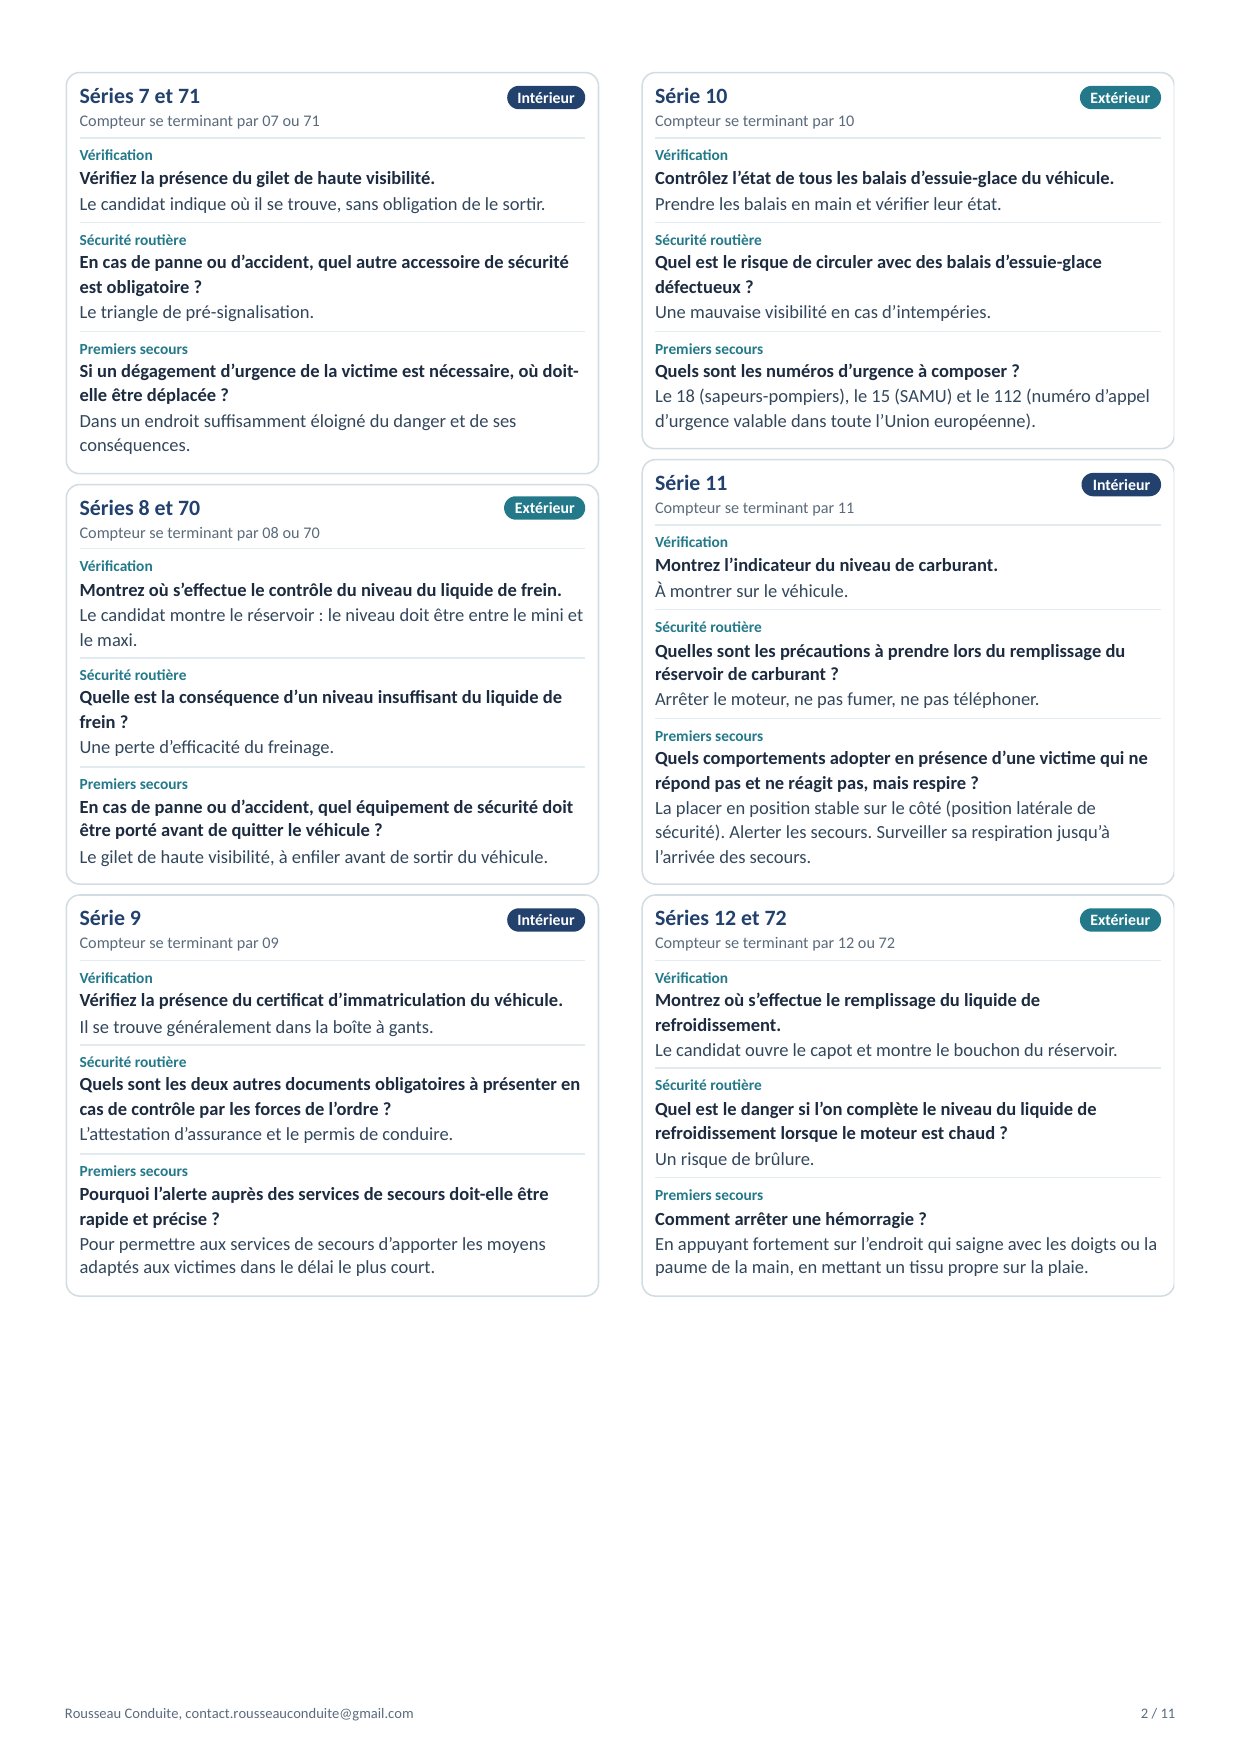 Séries 7 et 71
Intérieur
Compteur se terminant par 07 ou 71
Vérification
Vérifiez la présence du gilet de haute visibilité.
Le candidat indique où il se trouve, sans obligation de le sortir.
Sécurité routière
En cas de panne ou d’accident, quel autre accessoire de sécurité
est obligatoire ?
Le triangle de pré-signalisation.
Premiers secours
Si un dégagement d’urgence de la victime est nécessaire, où doit-
elle être déplacée ?
Dans un endroit suffisamment éloigné du danger et de ses
conséquences.
Séries 8 et 70
Extérieur
Compteur se terminant par 08 ou 70
Vérification
Montrez où s’effectue le contrôle du niveau du liquide de frein.
Le candidat montre le réservoir : le niveau doit être entre le mini et
le maxi.
Sécurité routière
Quelle est la conséquence d’un niveau insuffisant du liquide de
frein ?
Une perte d’efficacité du freinage.
Premiers secours
En cas de panne ou d’accident, quel équipement de sécurité doit
être porté avant de quitter le véhicule ?
Le gilet de haute visibilité, à enfiler avant de sortir du véhicule.
Série 9
Intérieur
Compteur se terminant par 09
Vérification
Vérifiez la présence du certificat d’immatriculation du véhicule.
Il se trouve généralement dans la boîte à gants.
Sécurité routière
Quels sont les deux autres documents obligatoires à présenter en
cas de contrôle par les forces de l’ordre ?
L’attestation d’assurance et le permis de conduire.
Premiers secours
Pourquoi l’alerte auprès des services de secours doit-elle être
rapide et précise ?
Pour permettre aux services de secours d’apporter les moyens
adaptés aux victimes dans le délai le plus court.
Série 10
Extérieur
Compteur se terminant par 10
Vérification
Contrôlez l’état de tous les balais d’essuie-glace du véhicule.
Prendre les balais en main et vérifier leur état.
Sécurité routière
Quel est le risque de circuler avec des balais d’essuie-glace
défectueux ?
Une mauvaise visibilité en cas d’intempéries.
Premiers secours
Quels sont les numéros d’urgence à composer ?
Le 18 (sapeurs-pompiers), le 15 (SAMU) et le 112 (numéro d’appel
d’urgence valable dans toute l’Union européenne).
Série 11
Intérieur
Compteur se terminant par 11
Vérification
Montrez l’indicateur du niveau de carburant.
À montrer sur le véhicule.
Sécurité routière
Quelles sont les précautions à prendre lors du remplissage du
réservoir de carburant ?
Arrêter le moteur, ne pas fumer, ne pas téléphoner.
Premiers secours
Quels comportements adopter en présence d’une victime qui ne
répond pas et ne réagit pas, mais respire ?
La placer en position stable sur le côté (position latérale de
sécurité). Alerter les secours. Surveiller sa respiration jusqu’à
l’arrivée des secours.
Séries 12 et 72
Extérieur
Compteur se terminant par 12 ou 72
Vérification
Montrez où s’effectue le remplissage du liquide de
refroidissement.
Le candidat ouvre le capot et montre le bouchon du réservoir.
Sécurité routière
Quel est le danger si l’on complète le niveau du liquide de
refroidissement lorsque le moteur est chaud ?
Un risque de brûlure.
Premiers secours
Comment arrêter une hémorragie ?
En appuyant fortement sur l’endroit qui saigne avec les doigts ou la
paume de la main, en mettant un tissu propre sur la plaie.
Rousseau Conduite, contact.rousseauconduite@gmail.com
2 / 11